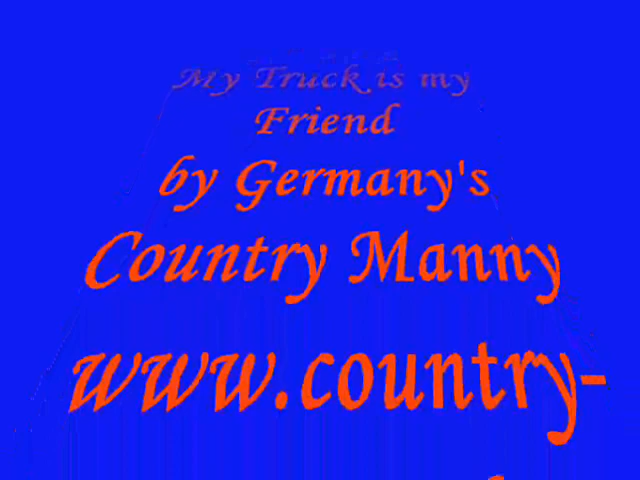 My Truck is my
Friend
by Germany's
Country Manny
www.country-